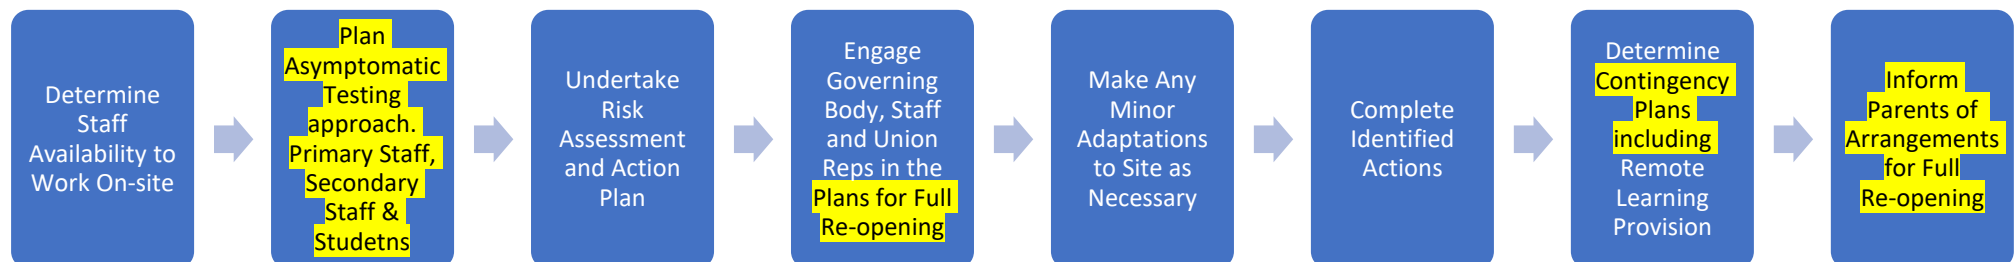 Determine
Staff
Availability to
Work On-site
Plan
Asymptomatic
Testing
approach.
Primary Staff,
Secondary
Staff &
Studetns
Undertake
Risk
Assessment
and Action
Plan
Engage
Governing
Body, Staff
and Union
Reps in the
Plans for Full
Re-opening
Make Any
Minor
Adaptations
to Site as
Necessary
Complete
Identified
Actions
Determine
Contingency
Plans
including
Remote
Learning
Provision
Inform
Parents of
Arrangements
for Full
Re-opening